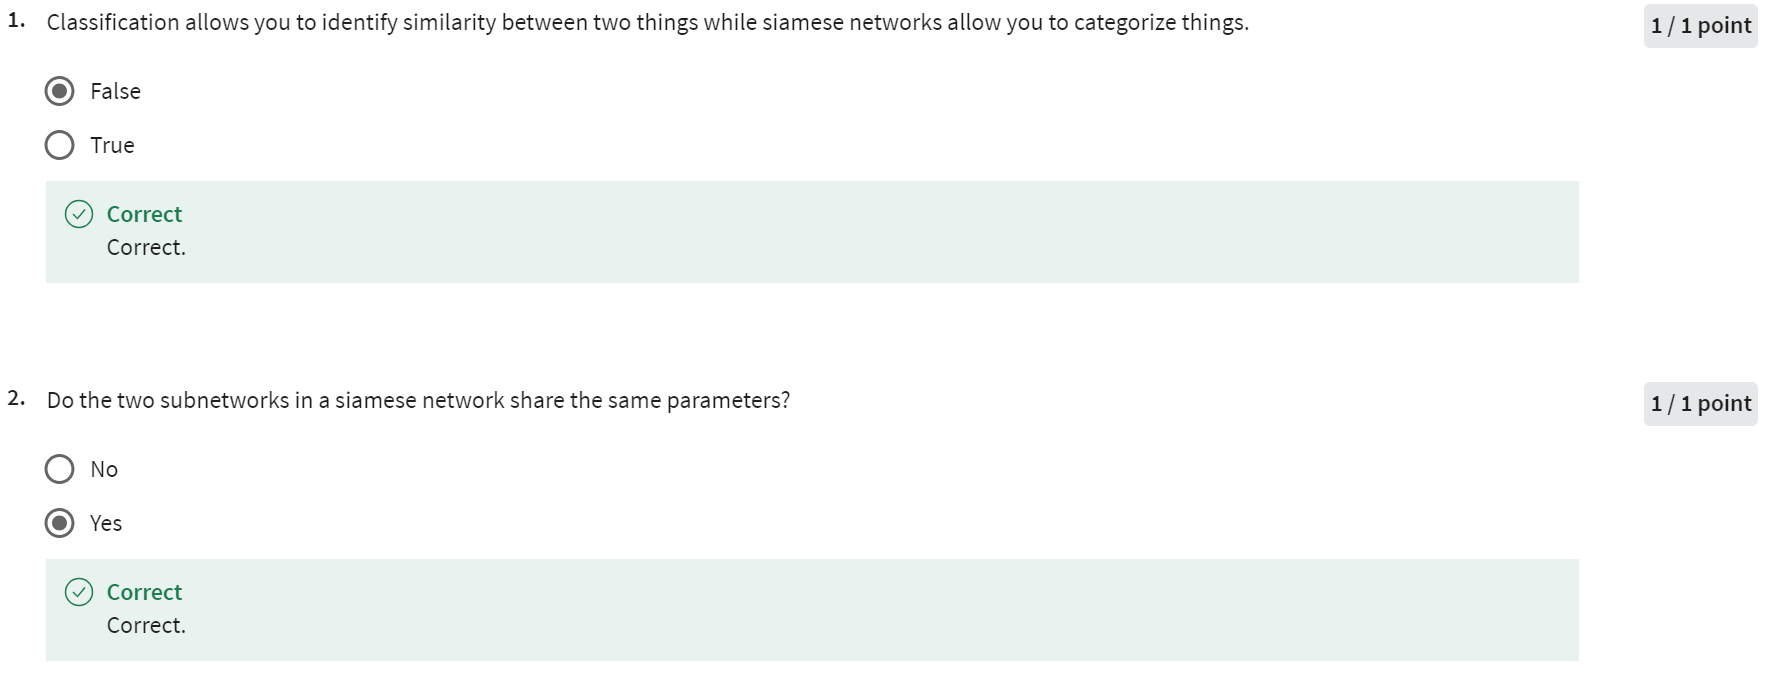 1. Classification allows you to identify similarity between two things while siamese networks allow you to categorize things.
1 / 1 point
False
True
Correct
Correct.
2. Do the two subnetworks in a siamese network share the same parameters?
1 / 1 point
No
Yes
Correct
Correct.